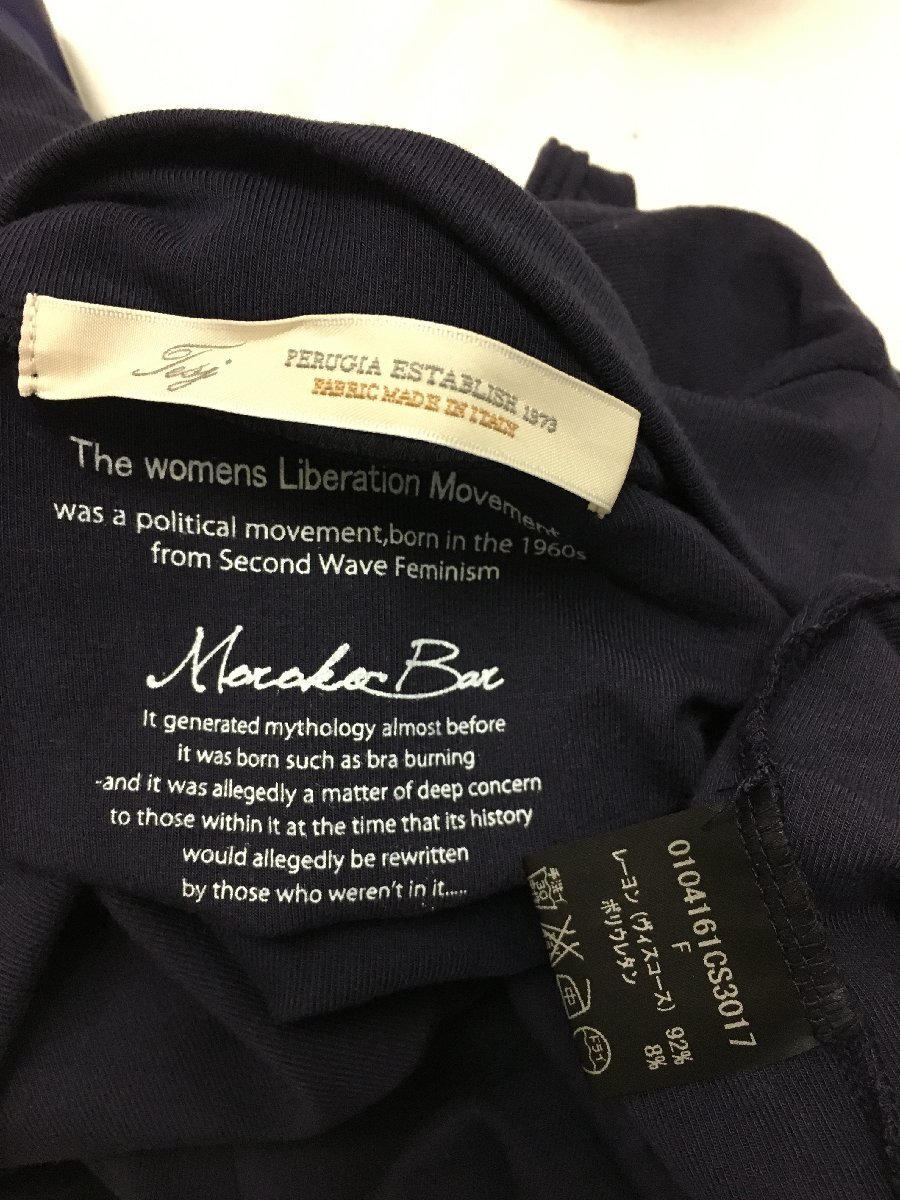 Tesj
PERUGIA ESTABLISH 1973
FABRIC MADE IN ITALY
The womens Liberation Movement
was a political movement,born in the 1960s
from Second Wave Feminism
Morokor Bar
It generated mythology almost before
it was born such as bra burning
-and it was allegedly a matter of deep concern
to those within it at the time that its history
would allegedly be rewritten
by those who weren't in it.....
0104161CS3017
F
レーヨン(ヴィスコース) 92%
ポリウレタン 8%
中